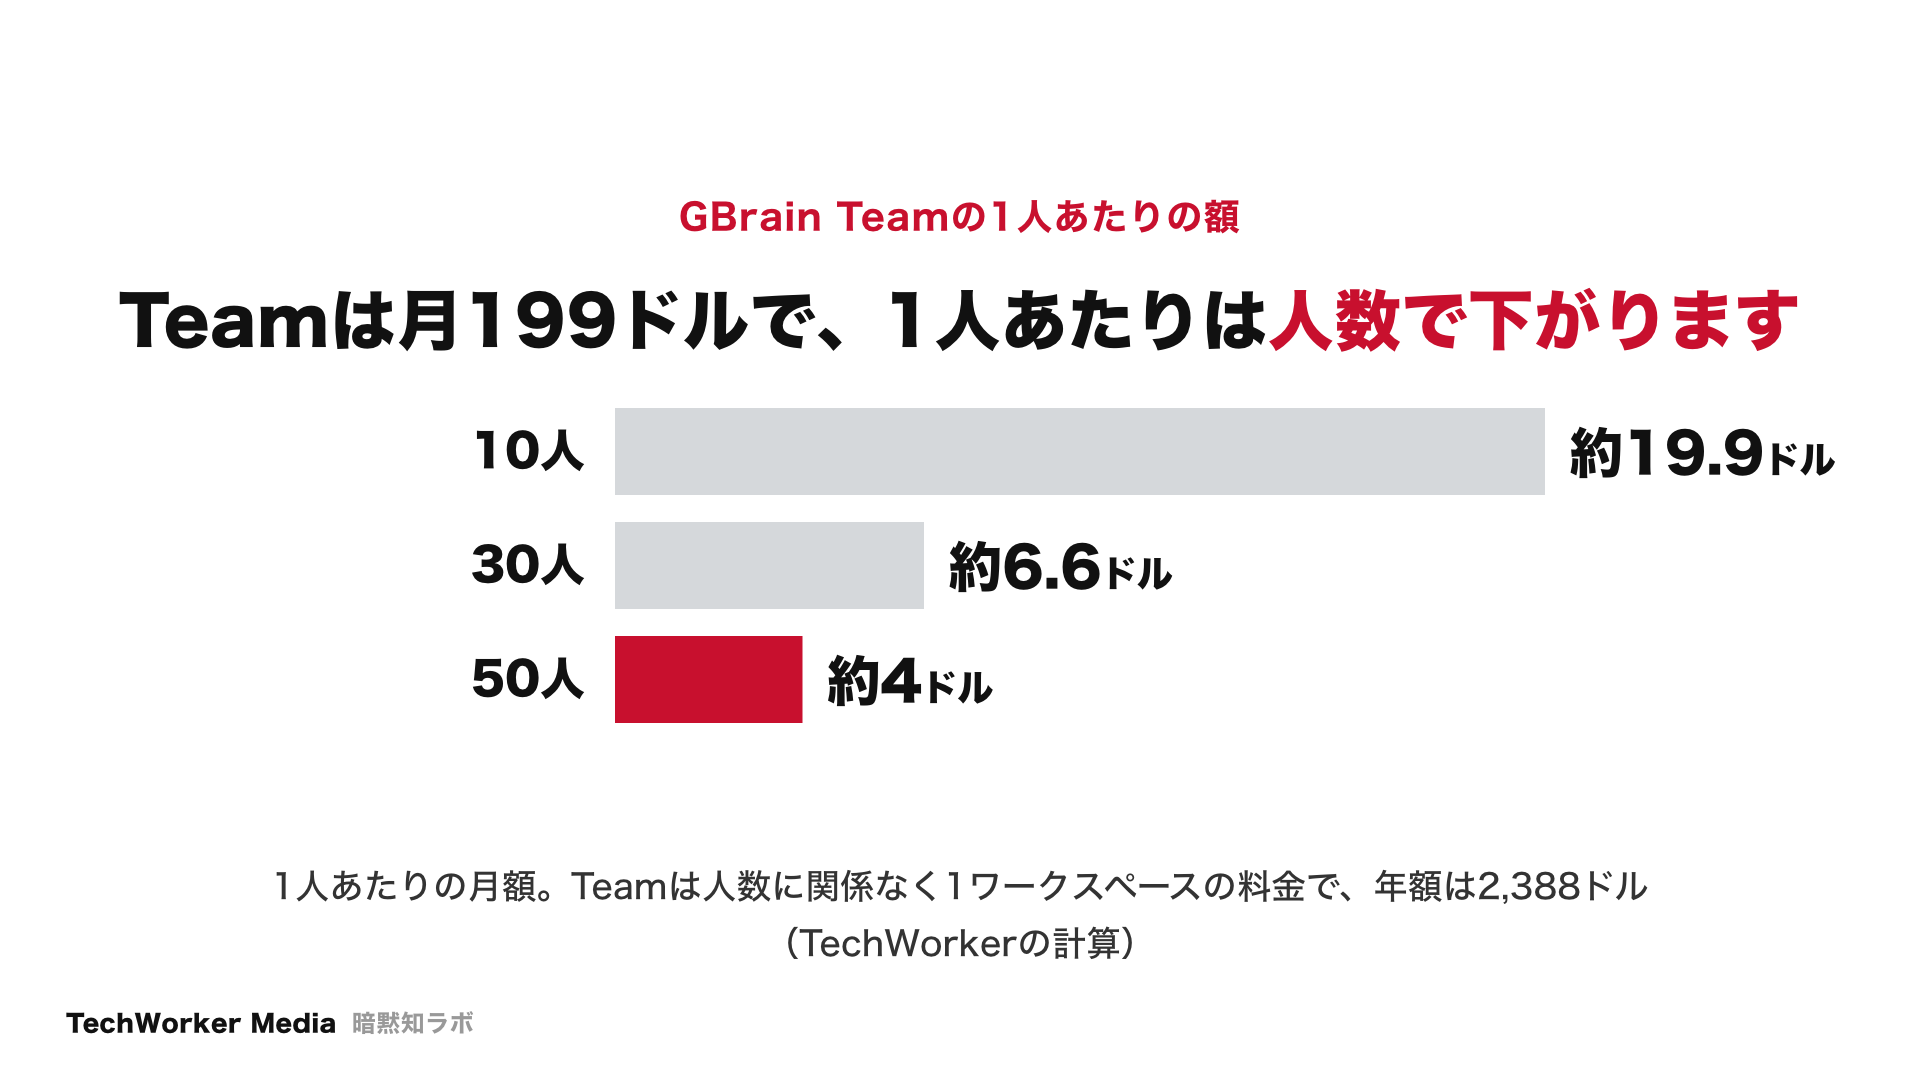 GBrain Teamの1人あたりの額
Teamは月199ドルで、1人あたりは人数で下がります
10人 約19.9ドル
30人 約6.6ドル
50人 約4ドル
1人あたりの月額。Teamは人数に関係なく1ワークスペースの料金で、年額は2,388ドル
（TechWorkerの計算）
TechWorker Media 暗黙知ラボ